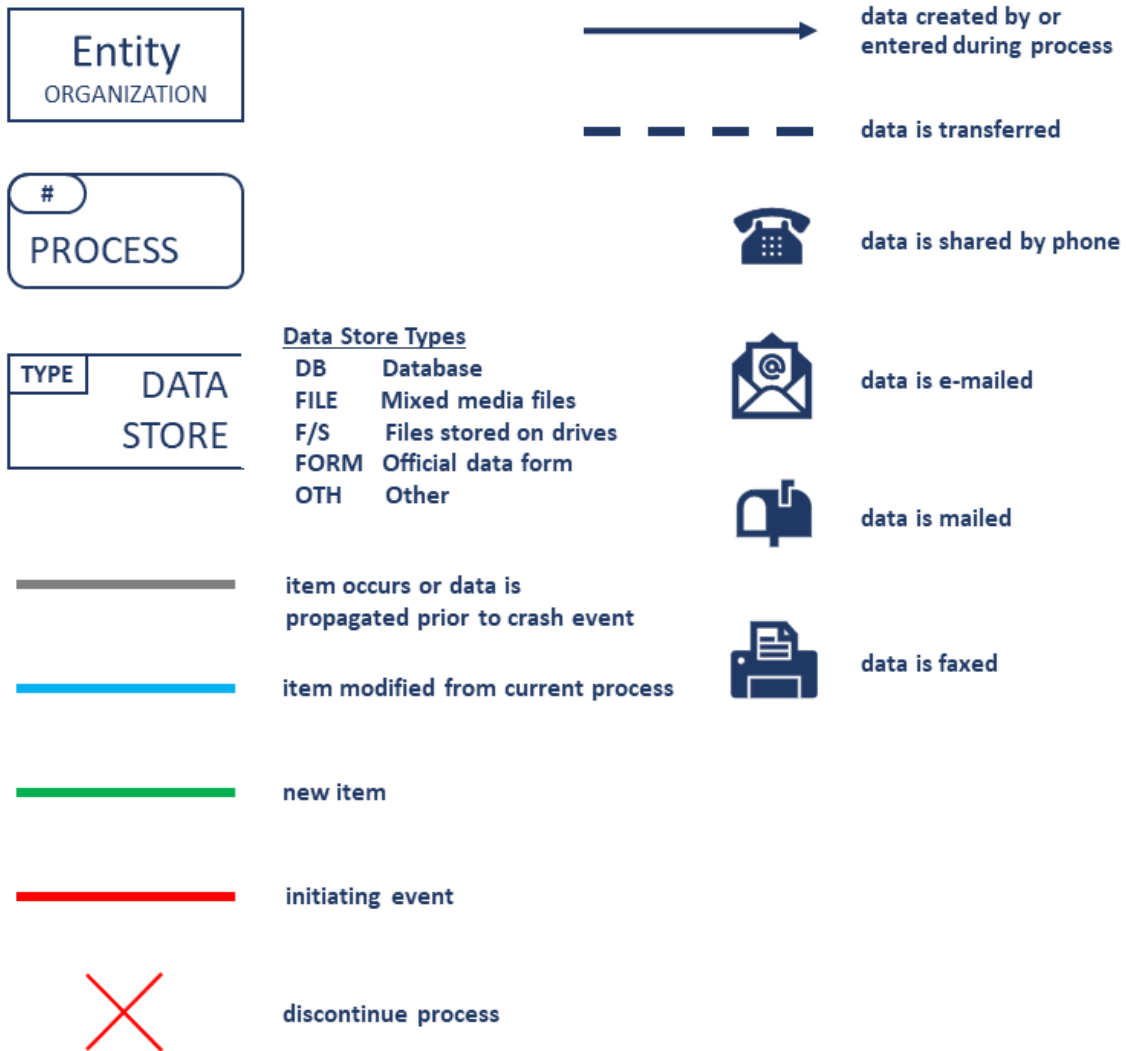 Entity
ORGANIZATION
#
PROCESS
TYPE
DATA
STORE
Data Store Types
DB Database
FILE Mixed media files
F/S Files stored on drives
FORM Official data form
OTH Other
item occurs or data is
propagated prior to crash event
item modified from current process
new item
initiating event
discontinue process
data created by or
entered during process
data is transferred
data is shared by phone
@
data is e-mailed
data is mailed
data is faxed